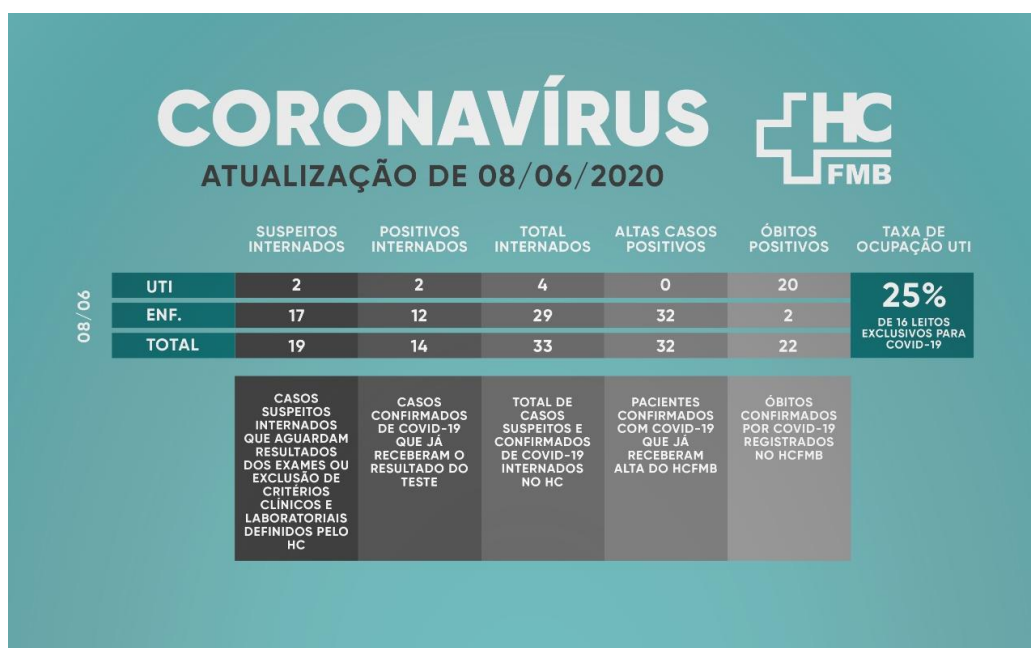 CORONAVÍRUS
ATUALIZAÇÃO DE 08/06/2020
HC
FMB
SUSPEITOS
INTERNADOS
POSITIVOS
INTERNADOS
TOTAL
INTERNADOS
ALTAS CASOS
POSITIVOS
ÓBITOS
POSITIVOS
TAXA DE
OCUPAÇÃO UTI
08/06
UTI 2 2 4 0 20
ENF. 17 12 29 32 2
TOTAL 19 14 33 32 22
25%
DE 16 LEITOS
EXCLUSIVOS PARA
COVID-19
CASOS
SUSPEITOS
INTERNADOS
QUE AGUARDAM
RESULTADOS
DOS EXAMES OU
EXCLUSÃO DE
CRITÉRIOS
CLÍNICOS E
LABORATORIAIS
DEFINIDOS PELO
HC
CASOS
CONFIRMADOS
DE COVID-19
QUE JÁ
RECEBERAM O
RESULTADO DO
TESTE
TOTAL DE
CASOS
SUSPEITOS E
CONFIRMADOS
DE COVID-19
INTERNADOS
NO HC
PACIENTES
CONFIRMADOS
COM COVID-19
QUE JÁ
RECEBERAM
ALTA DO HCFMB
ÓBITOS
CONFIRMADOS
POR COVID-19
REGISTRADOS
NO HCFMB